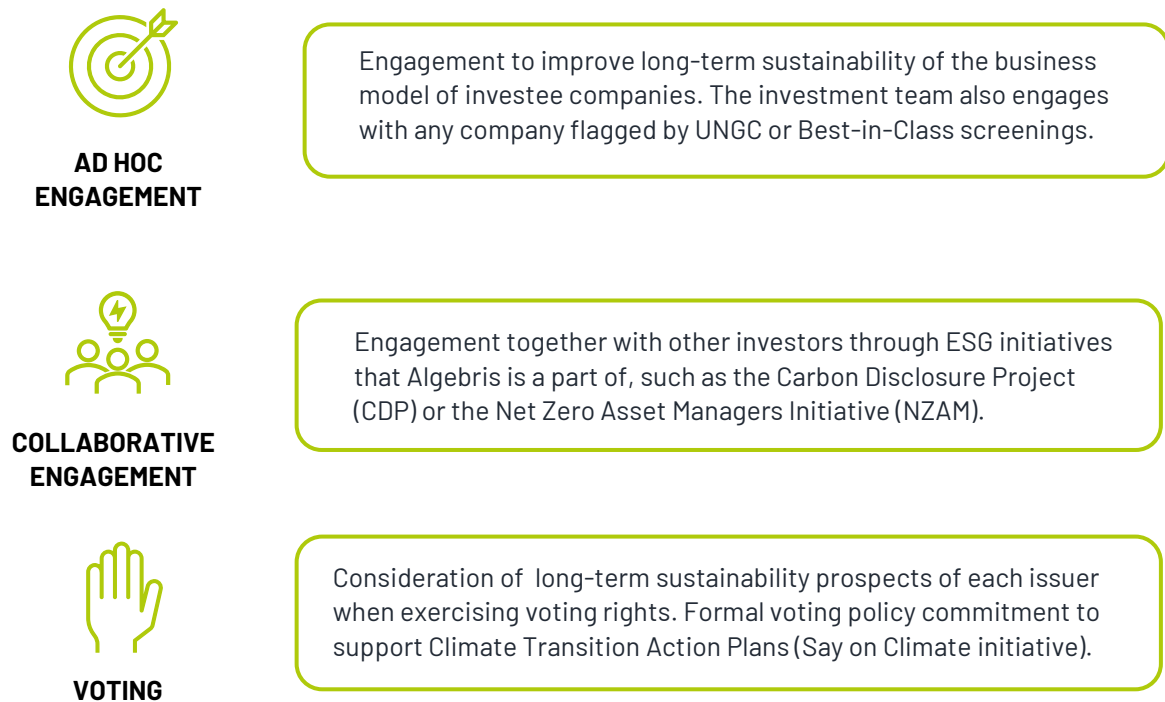 AD HOC
ENGAGEMENT
Engagement to improve long-term sustainability of the business
model of investee companies. The investment team also engages
with any company flagged by UNGC or Best-in-Class screenings.
COLLABORATIVE
ENGAGEMENT
Engagement together with other investors through ESG initiatives
that Algebris is a part of, such as the Carbon Disclosure Project
(CDP) or the Net Zero Asset Managers Initiative (NZAM).
VOTING
Consideration of  long-term sustainability prospects of each issuer
when exercising voting rights. Formal voting policy commitment to
support Climate Transition Action Plans (Say on Climate initiative).